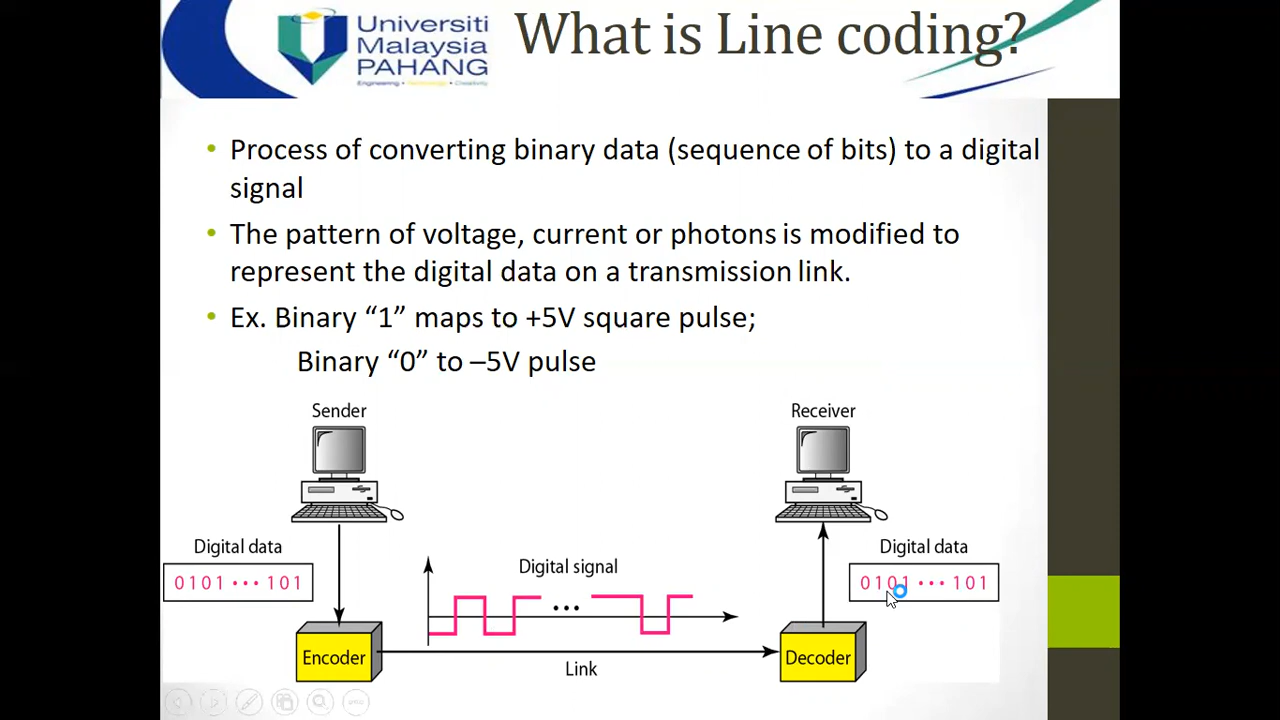 Universiti
Malaysia
PAHANG
Engineering • Technology • Creativity
What is Line coding?
• Process of converting binary data (sequence of bits) to a digital
signal
• The pattern of voltage, current or photons is modified to
represent the digital data on a transmission link.
• Ex. Binary “1” maps to +5V square pulse;
Binary “0” to –5V pulse
Sender
Receiver
Digital data
0101 ••• 101
Digital signal
•••
Digital data
0101 ••• 101
Encoder
Link
Decoder